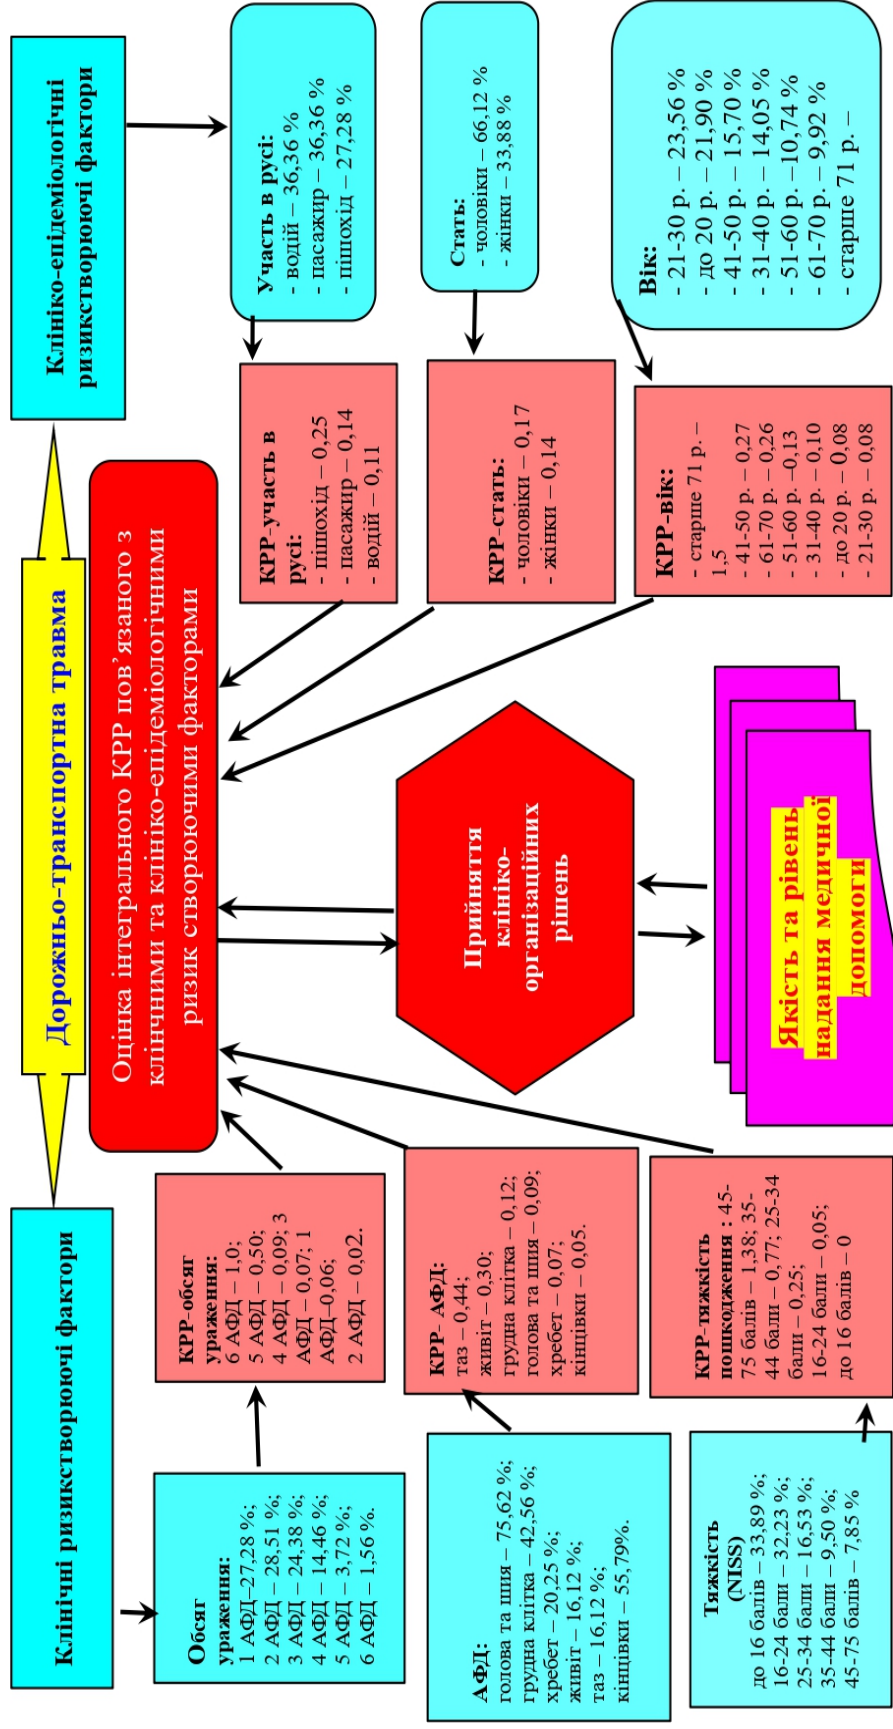 Дорожньо-транспортна травма
Клінічні ризикстворюючі фактори
Клініко-епідеміологічні
ризикстворюючі фактори
Оцінка інтегрального КРР пов’язаного з
клінчними та клініко-епідеміологічними
ризик створюючими факторами
Обсяг
ураження:
1 АФД–27,28 %;
2 АФД – 28,51 %;
3 АФД – 24,38 %;
4 АФД – 14,46 %;
5 АФД – 3,72 %;
6 АФД – 1,56 %.
КРР-обсяг
ураження:
6 АФД – 1,0;
5 АФД – 0,50;
4 АФД – 0,09; 3
АФД – 0,07; 1
АФД–0,06;
2 АФД – 0,02.
КРР-участь в
русі:
- пішохід – 0,25
- пасажир – 0,14
- водій – 0,11
Участь в русі:
- водій – 36,36 %
- пасажир – 36,36 %
- пішохід – 27,28 %
АФД:
голова та шия – 75,62 %;
грудна клітка – 42,56 %;
хребет – 20,25 %;
живіт – 16,12 %;
таз – 16,12 %;
кінцівки – 55,79%.
КРР- АФД:
таз – 0,44;
живіт – 0,30;
грудна клітка – 0,12;
голова та шия – 0,09;
хребет – 0,07;
кінцівки – 0,05.
Прийняття
клініко-
організаційних
рішень
КРР-стать:
- чоловіки – 0,17
- жінки – 0,14
Стать:
- чоловіки – 66,12 %
- жінки – 33,88 %
Тяжкість
(NISS)
до 16 балів – 33,89 %;
16-24 бали – 32,23 %;
25-34 бали – 16,53 %;
35-44 бали – 9,50 %;
45-75 балів – 7,85 %
КРР-тяжкість
пошкодження : 45-
75 балів – 1,38; 35-
44 бали – 0,77; 25-34
бали – 0,25;
16-24 бали – 0,05;
до 16 балів – 0
Якість та рівень
надання медичної
допомоги
КРР-вік:
- старше 71 р. –
1,5
- 41-50 р. – 0,27
- 61-70 р. – 0,26
- 51-60 р. –0,13
- 31-40 р. – 0,10
- до 20 р. – 0,08
- 21-30 р. – 0,08
Вік:
- 21-30 р. – 23,56 %
- до 20 р. – 21,90 %
- 41-50 р. – 15,70 %
- 31-40 р. – 14,05 %
- 51-60 р. –10,74 %
- 61-70 р. – 9,92 %
- старше 71 р. –